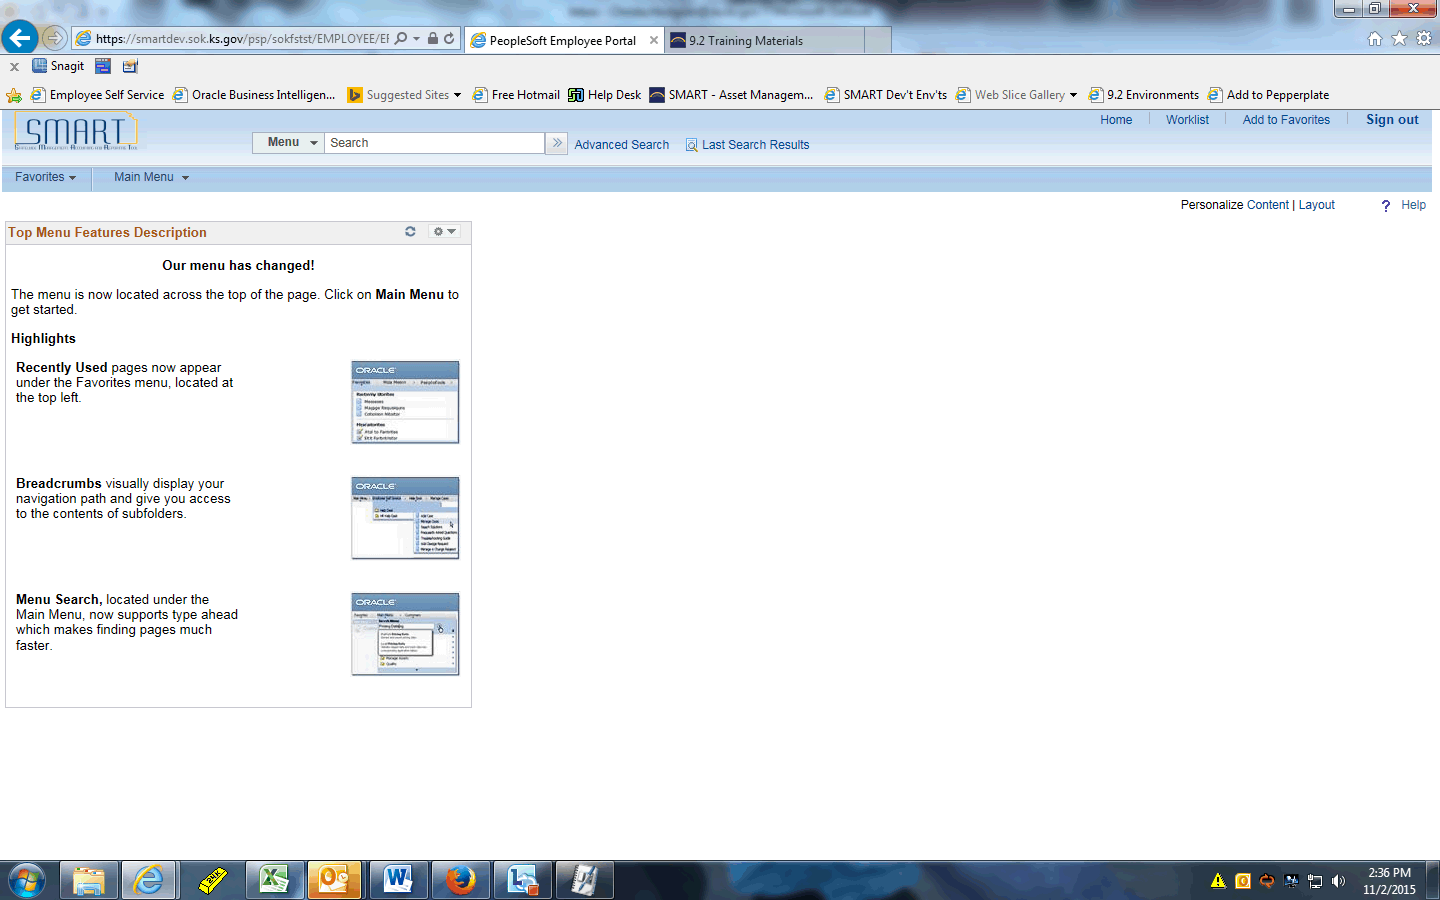 https://smartdev.sok.ks.gov/psp/sokfstst/EMPLOYEE/EI
PeopleSoft Employee Portal
9.2 Training Materials
Snagit
Employee Self Service
Oracle Business Intelligen...
Suggested Sites
Free Hotmail
Help Desk
SMART - Asset Managem...
SMART Dev't Env'ts
Web Slice Gallery
9.2 Environments
Add to Pepperplate
SMART
Home
Worklist
Add to Favorites
Sign out
Menu
Search
Advanced Search
Last Search Results
Favorites
Main Menu
Personalize Content | Layout
? Help
Top Menu Features Description
Our menu has changed!
The menu is now located across the top of the page. Click on Main Menu to
get started.
Highlights
Recently Used pages now appear
under the Favorites menu, located at
the top left.
ORACLE
Breadcrumbs visually display your
navigation path and give you access
to the contents of subfolders.
ORACLE
Menu Search, located under the
Main Menu, now supports type ahead
which makes finding pages much
faster.
ORACLE
2:36 PM
11/2/2015